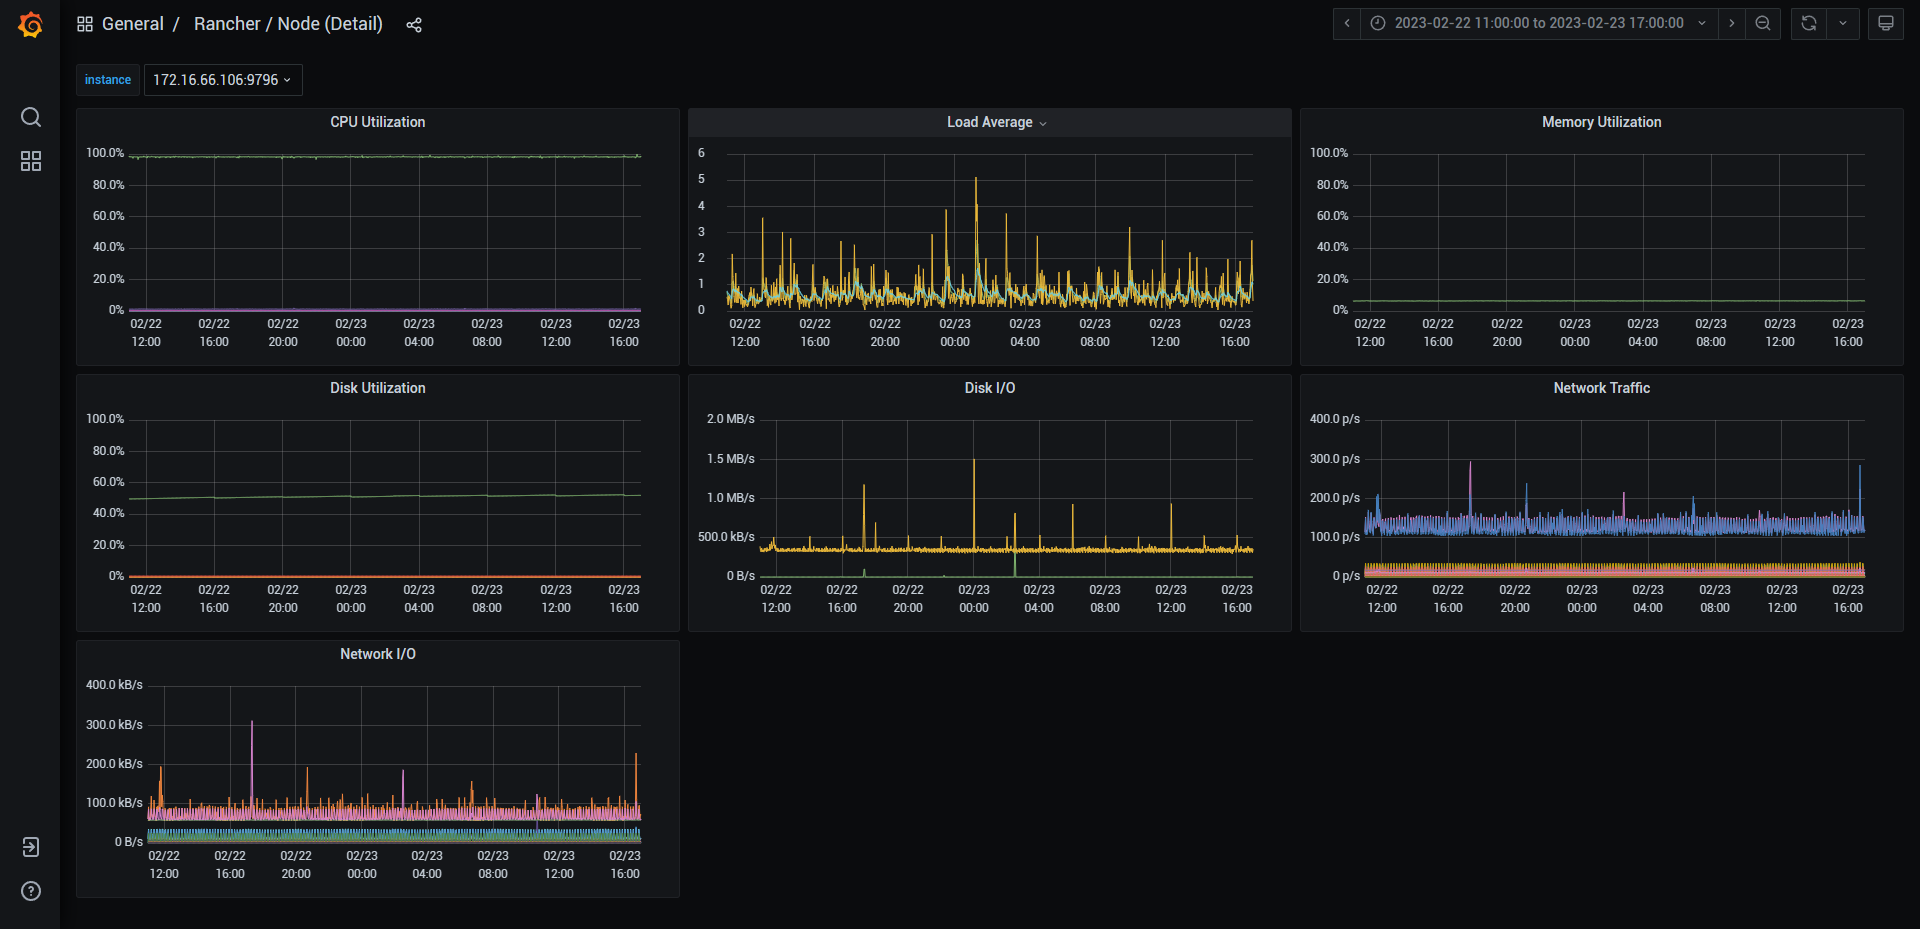 General / Rancher / Node (Detail)
2023-02-22 11:00:00 to 2023-02-23 17:00:00
instance 172.16.66.106:9796
CPU Utilization
100.0%
80.0%
60.0%
40.0%
20.0%
0%
02/22 02/22 02/22 02/23 02/23 02/23 02/23 02/23
12:00 16:00 20:00 00:00 04:00 08:00 12:00 16:00
Load Average
6
5
4
3
2
1
0
02/22 02/22 02/22 02/23 02/23 02/23 02/23 02/23
12:00 16:00 20:00 00:00 04:00 08:00 12:00 16:00
Memory Utilization
100.0%
80.0%
60.0%
40.0%
20.0%
0%
02/22 02/22 02/22 02/23 02/23 02/23 02/23 02/23
12:00 16:00 20:00 00:00 04:00 08:00 12:00 16:00
Disk Utilization
100.0%
80.0%
60.0%
40.0%
20.0%
0%
02/22 02/22 02/22 02/23 02/23 02/23 02/23 02/23
12:00 16:00 20:00 00:00 04:00 08:00 12:00 16:00
Disk I/O
2.0 MB/s
1.5 MB/s
1.0 MB/s
500.0 kB/s
0 B/s
02/22 02/22 02/22 02/23 02/23 02/23 02/23 02/23
12:00 16:00 20:00 00:00 04:00 08:00 12:00 16:00
Network Traffic
400.0 p/s
300.0 p/s
200.0 p/s
100.0 p/s
0 p/s
02/22 02/22 02/22 02/23 02/23 02/23 02/23 02/23
12:00 16:00 20:00 00:00 04:00 08:00 12:00 16:00
Network I/O
400.0 kB/s
300.0 kB/s
200.0 kB/s
100.0 kB/s
0 B/s
02/22 02/22 02/22 02/23 02/23 02/23 02/23 02/23
12:00 16:00 20:00 00:00 04:00 08:00 12:00 16:00